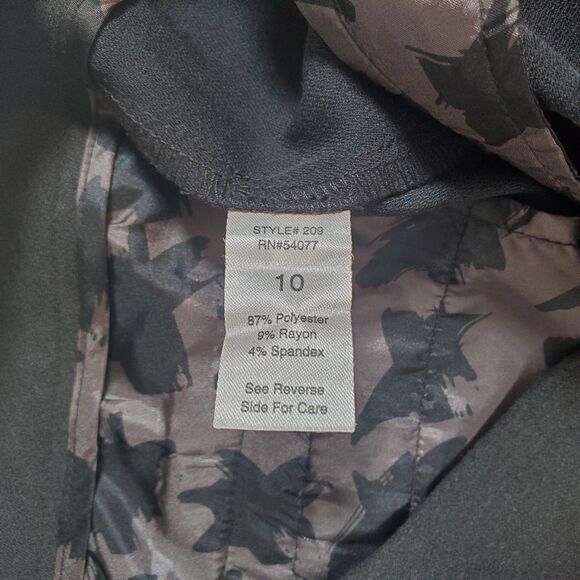 STYLE# 209
RN#54077
10
87% Polyester
9% Rayon
4% Spandex
See Reverse
Side For Care